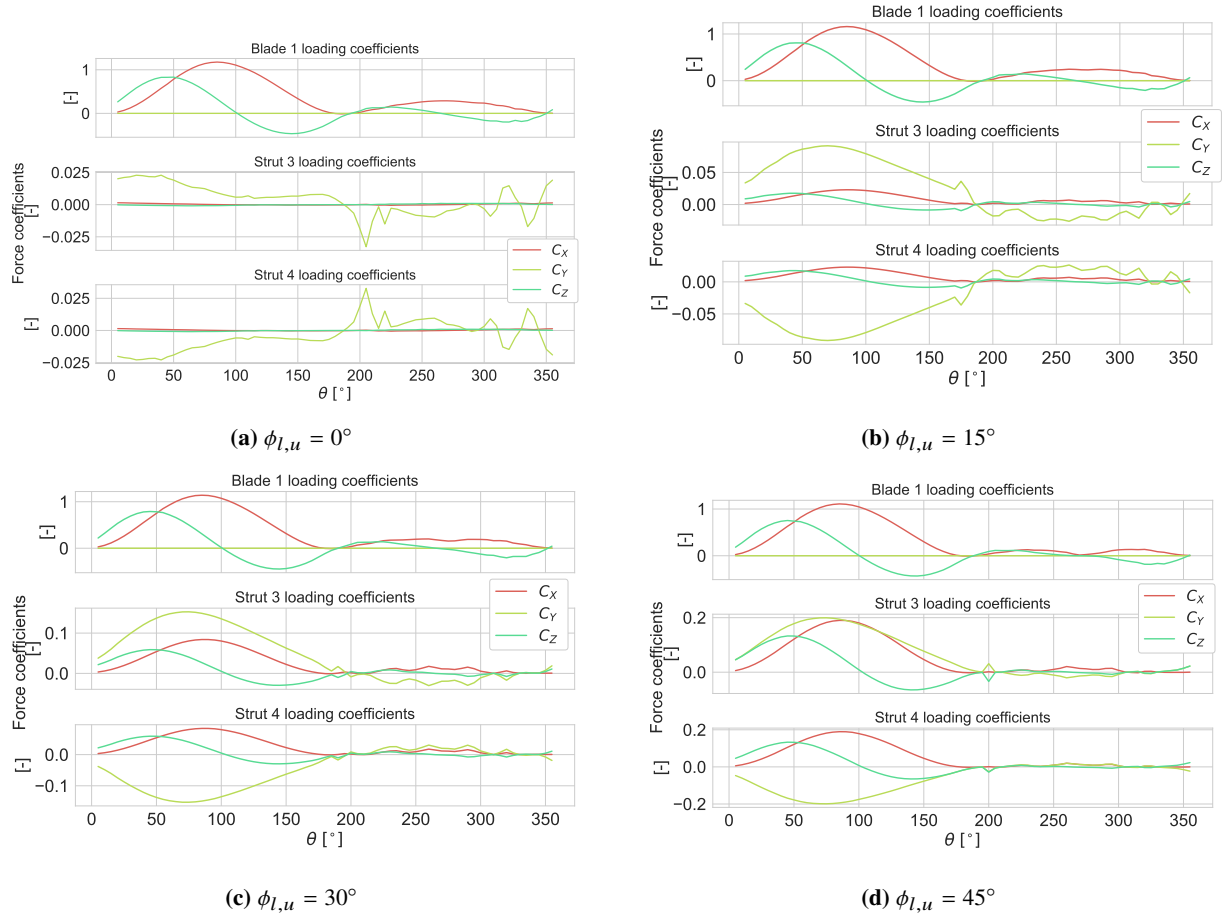 Blade 1 loading coefficients
1
0
[-]
Strut 3 loading coefficients
0.025
0.000
−0.025
[-]
Force coefficients
C_X
C_Y
C_Z
Strut 4 loading coefficients
0.025
0.000
−0.025
[-]
0 50 100 150 200 250 300 350
θ [°]
(a) ϕ_{l,u} = 0°
Blade 1 loading coefficients
1
0
[-]
Strut 3 loading coefficients
0.05
0.00
[-]
Force coefficients
C_X
C_Y
C_Z
Strut 4 loading coefficients
0.00
−0.05
[-]
0 50 100 150 200 250 300 350
θ [°]
(b) ϕ_{l,u} = 15°
Blade 1 loading coefficients
1
0
[-]
Strut 3 loading coefficients
0.1
0.0
[-]
Force coefficients
C_X
C_Y
C_Z
Strut 4 loading coefficients
0.0
−0.1
[-]
0 50 100 150 200 250 300 350
θ [°]
(c) ϕ_{l,u} = 30°
Blade 1 loading coefficients
1
0
[-]
Strut 3 loading coefficients
0.2
0.0
[-]
Force coefficients
C_X
C_Y
C_Z
Strut 4 loading coefficients
0.2
0.0
−0.2
[-]
0 50 100 150 200 250 300 350
θ [°]
(d) ϕ_{l,u} = 45°